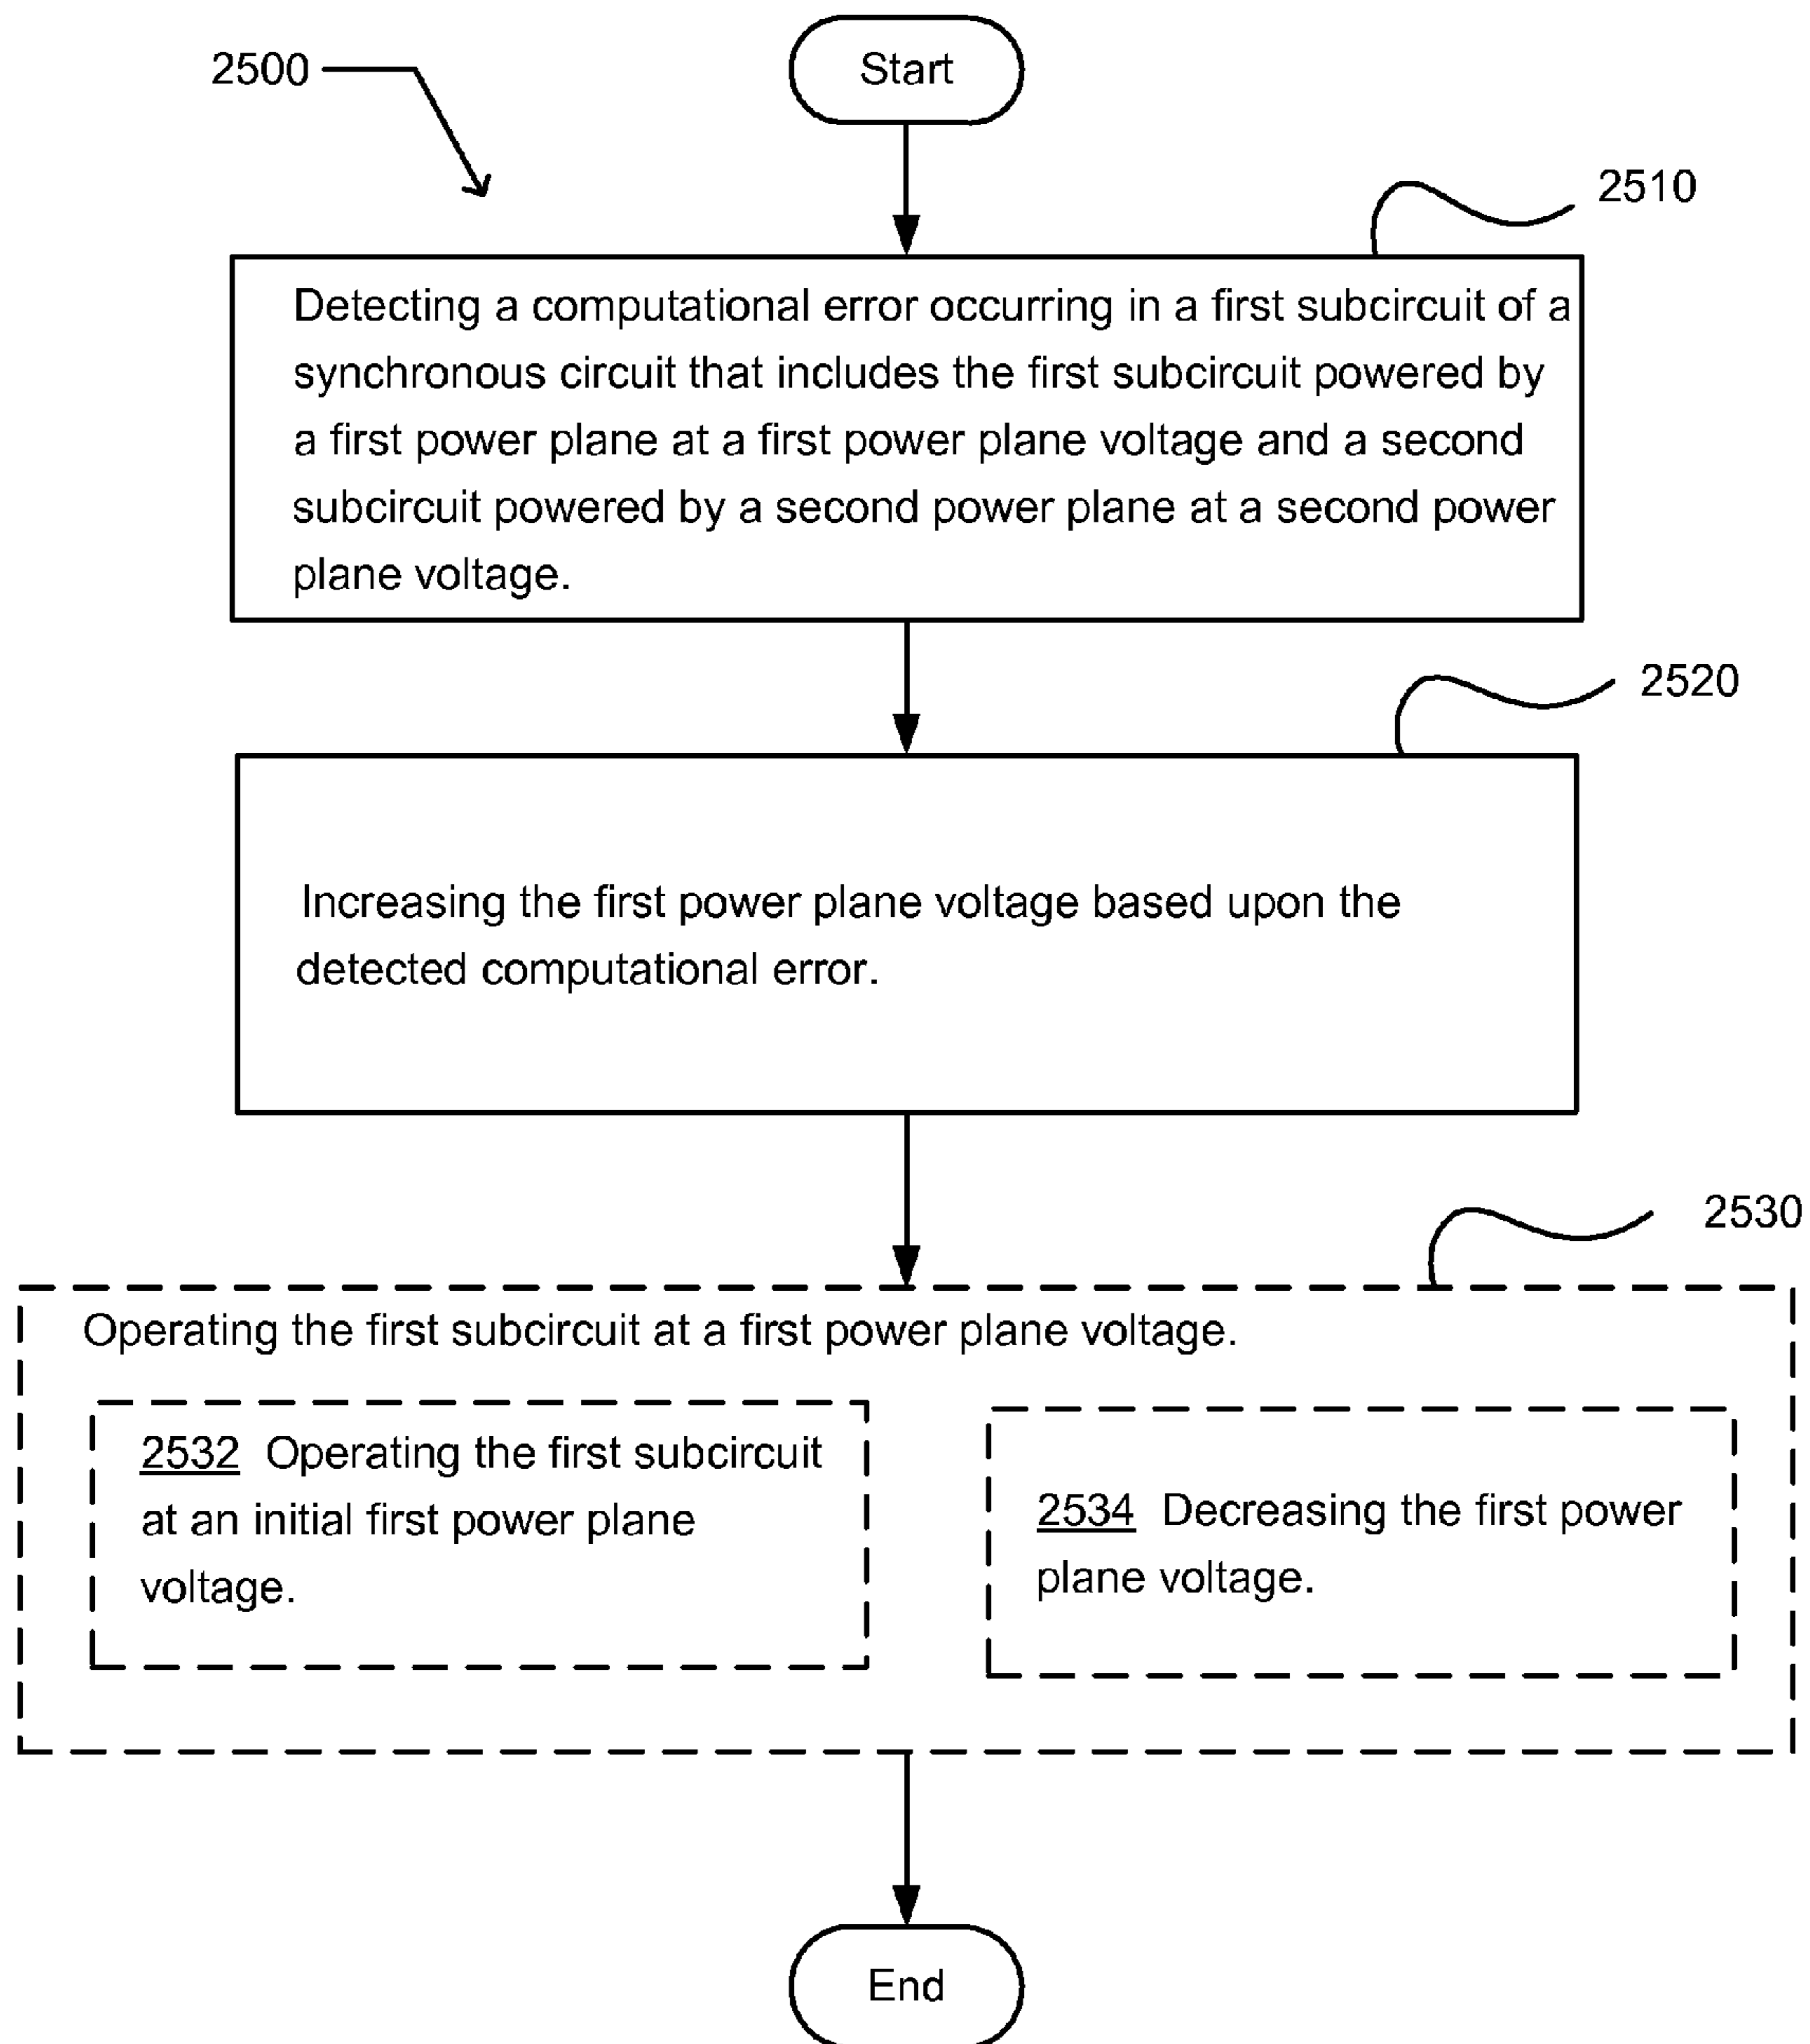 Start
2500
2510
Detecting a computational error occurring in a first subcircuit of a
synchronous circuit that includes the first subcircuit powered by
a first power plane at a first power plane voltage and a second
subcircuit powered by a second power plane at a second power
plane voltage.
2520
Increasing the first power plane voltage based upon the
detected computational error.
2530
Operating the first subcircuit at a first power plane voltage.
2532 Operating the first subcircuit
at an initial first power plane
voltage.
2534 Decreasing the first power
plane voltage.
End